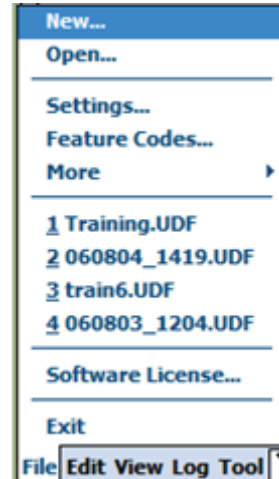 New...
Open...
Settings...
Feature Codes...
More
1 Training.UDF
2 060804_1419.UDF
3 train6.UDF
4 060803_1204.UDF
Software License...
Exit
File Edit View Log Tool